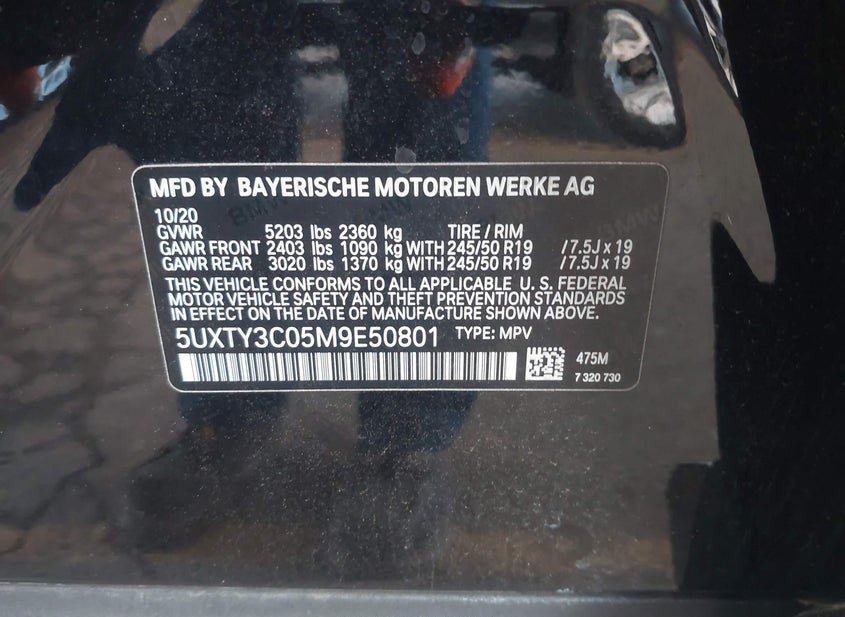 MFD BY BAYERISCHE MOTOREN WERKE AG
10/20
GVWR 5203 lbs 2360 kg TIRE / RIM
GAWR FRONT 2403 lbs 1090 kg WITH 245/50 R19 /7.5J x 19
GAWR REAR 3020 lbs 1370 kg WITH 245/50 R19 /7.5J x 19
THIS VEHICLE CONFORMS TO ALL APPLICABLE U. S. FEDERAL
MOTOR VEHICLE SAFETY AND THEFT PREVENTION STANDARDS
IN EFFECT ON THE DATE OF MANUFACTURE SHOWN ABOVE.
5UXTY3C05M9E50801 TYPE: MPV
475M
7 320 730